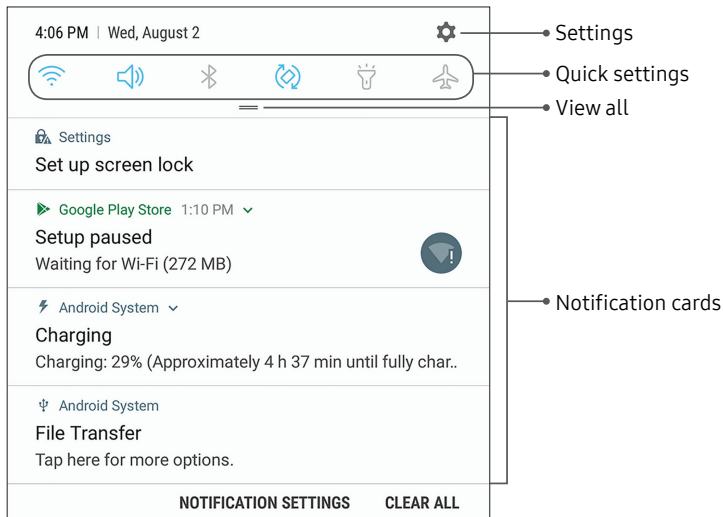 4:06 PM | Wed, August 2
Settings
Quick settings
View all
Settings
Set up screen lock
Google Play Store 1:10 PM
Setup paused
Waiting for Wi-Fi (272 MB)
Android System
Charging
Charging: 29% (Approximately 4 h 37 min until fully char..
Notification cards
Android System
File Transfer
Tap here for more options.
NOTIFICATION SETTINGS CLEAR ALL